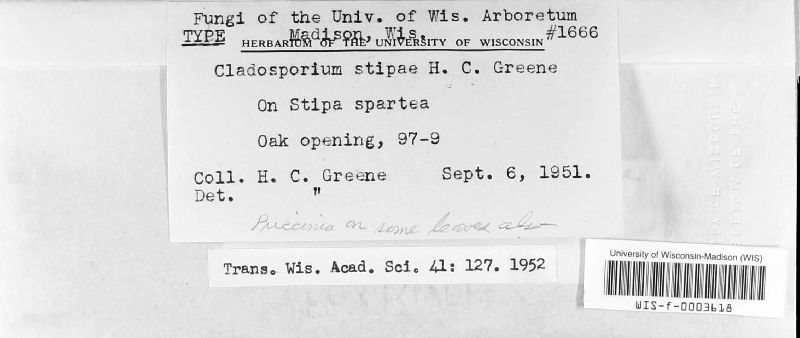 Fungi of the Univ. of Wis. Arboretum
TYPE Madison, Wis. #1666
HERBARIUM OF THE UNIVERSITY OF WISCONSIN
Cladosporium stipae H. C. Greene
On Stipa spartea
Oak opening, 97-9
Coll. H. C. Greene Sept. 6, 1951.
Det. "
Puccinia on some leaves also
Trans. Wis. Acad. Sci. 41: 127. 1952
University of Wisconsin-Madison (WIS)
WIS-f-0003618